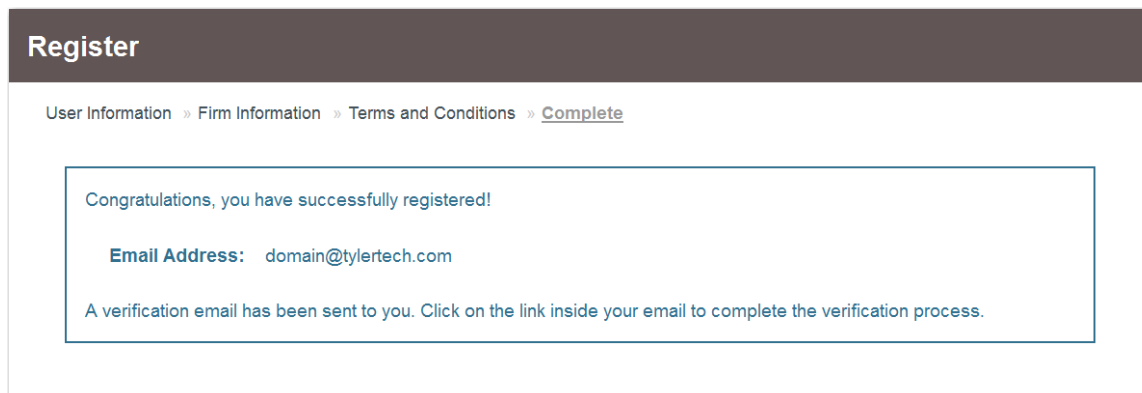 Register
User Information » Firm Information » Terms and Conditions » Complete
Congratulations, you have successfully registered!
Email Address: domain@tylertech.com
A verification email has been sent to you. Click on the link inside your email to complete the verification process.